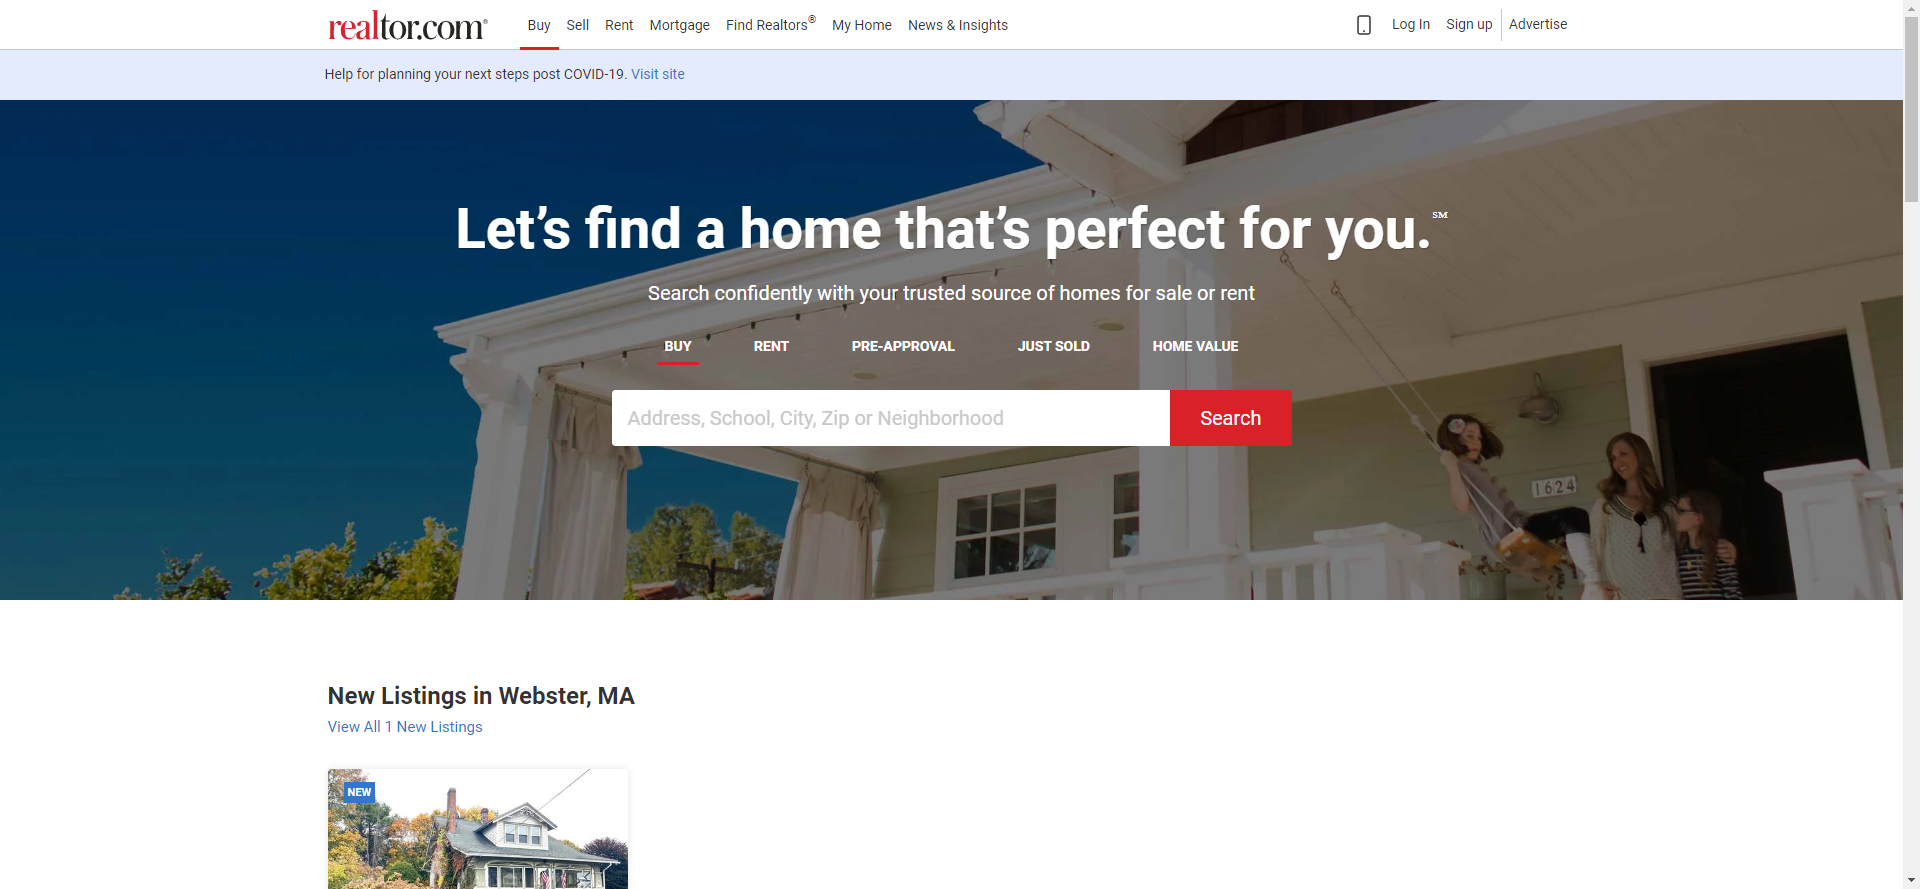 realtor.com®
Buy Sell Rent Mortgage Find Realtors® My Home News & Insights
Log In Sign up Advertise
Help for planning your next steps post COVID-19. Visit site
Let’s find a home that’s perfect for you.℠
Search confidently with your trusted source of homes for sale or rent
BUY RENT PRE-APPROVAL JUST SOLD HOME VALUE
Address, School, City, Zip or Neighborhood Search
1624
New Listings in Webster, MA
View All 1 New Listings
NEW